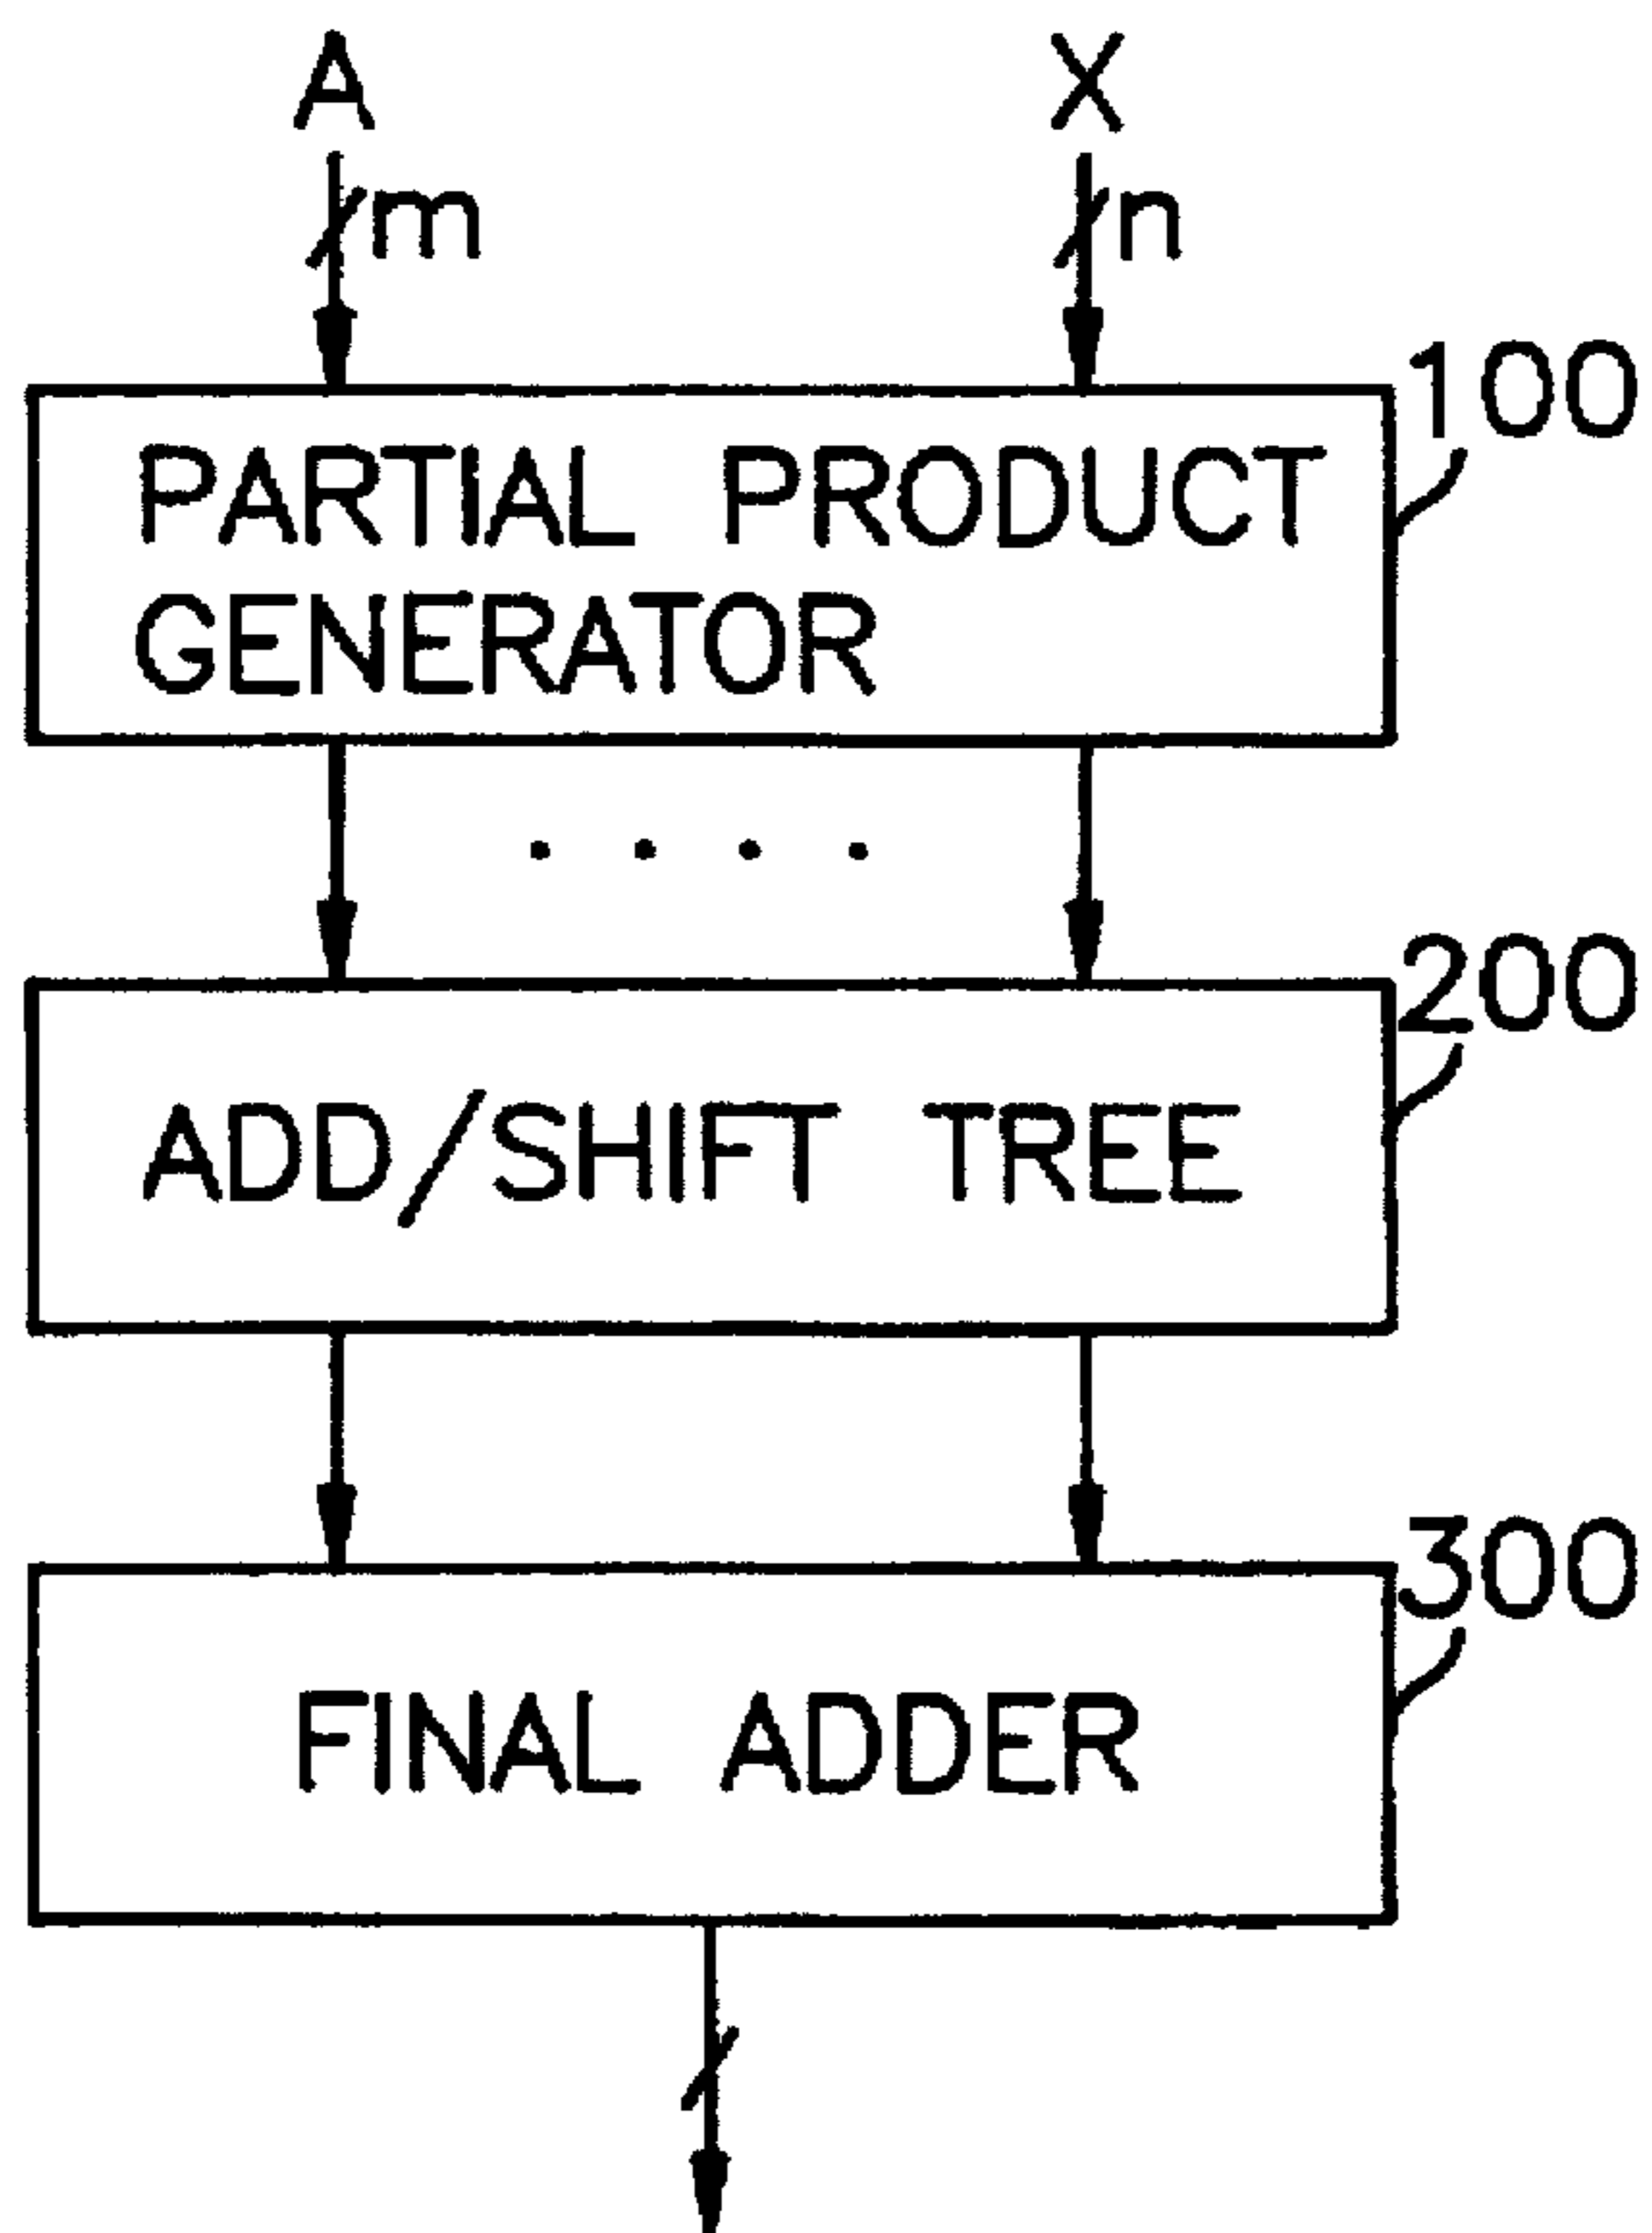 A X
m n
100
PARTIAL PRODUCT
GENERATOR
200
ADD/SHIFT TREE
300
FINAL ADDER